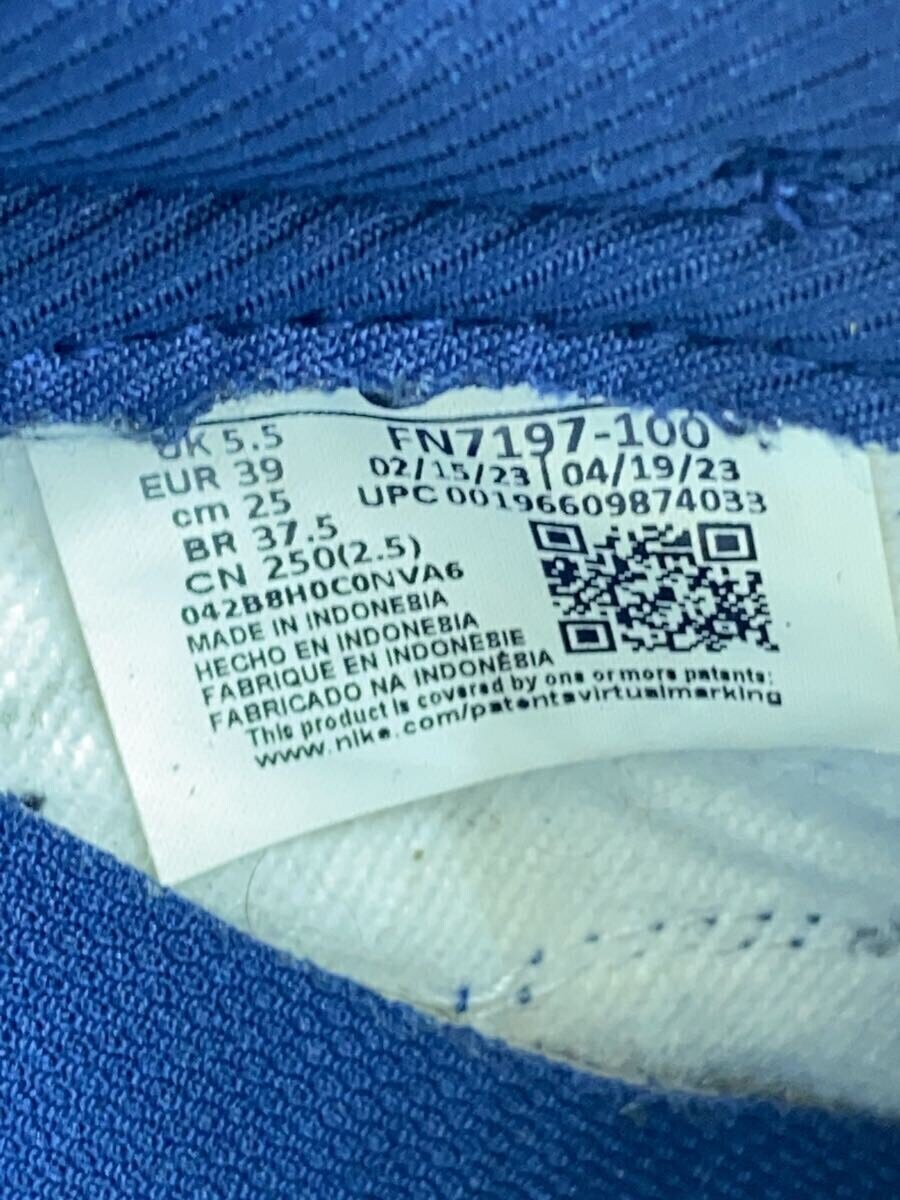 UK 5.5 FN7197-100
EUR 39 02/15/23 04/19/23
cm 25 UPC 00196609874033
BR 37.5
CN 250(2.5)
042B8H0C0NVA6
MADE IN INDONESIA
HECHO EN INDONESIA
FABRIQUE EN INDONESIE
FABRICADO NA INDONÉSIA
This product is covered by one or more patents:
www.nike.com/patentsvirtualmarking